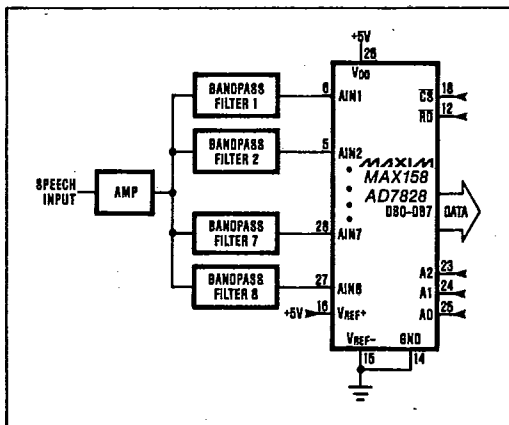 +5V
26
VDD
BANDPASS FILTER 1
6
AIN1
CS
18
RD
12
BANDPASS FILTER 2
5
AIN2
MAXIM
MAX158
AD7828
DB0-DB7
DATA
SPEECH INPUT
AMP
BANDPASS FILTER 7
28
AIN7
A2
23
BANDPASS FILTER 8
27
AIN8
A1
24
+5V
16
VREF+
A0
25
VREF-
GND
15
14